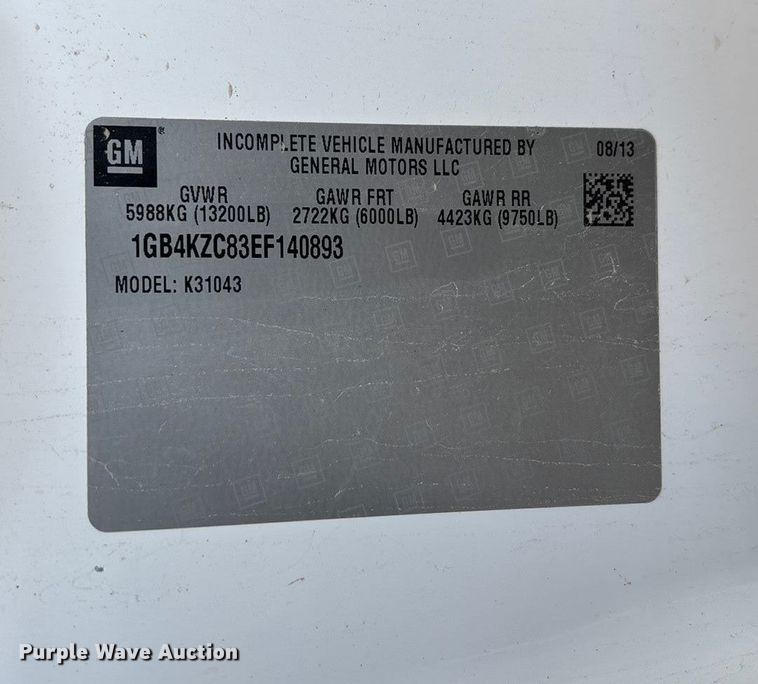 GM
INCOMPLETE VEHICLE MANUFACTURED BY
GENERAL MOTORS LLC
08/13
GVWR GAWR FRT GAWR RR
5988KG (13200LB) 2722KG (6000LB) 4423KG (9750LB)
1GB4KZC83EF140893
MODEL: K31043
Purple Wave Auction